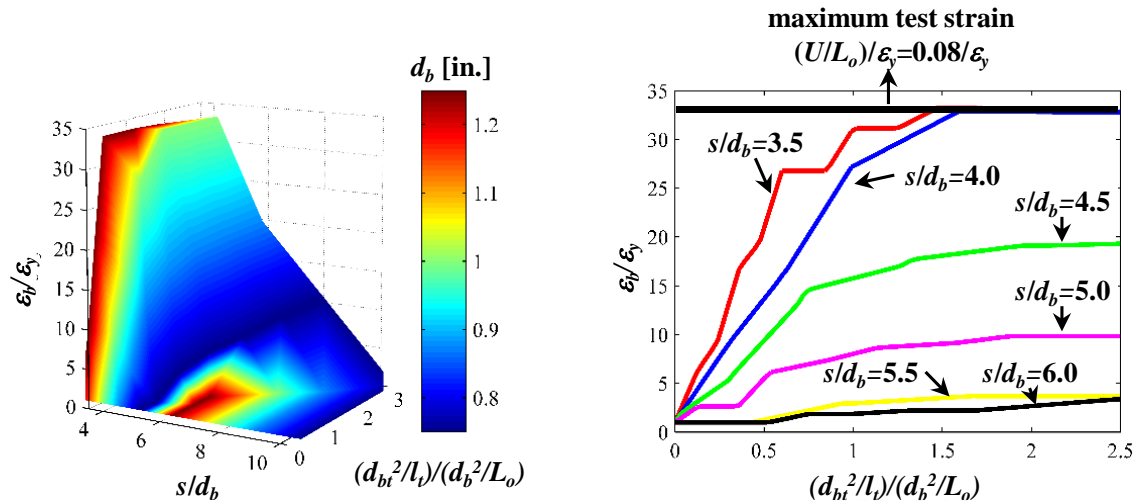 maximum test strain
(U/Lₒ)/εᵧ=0.08/εᵧ
d_b [in.]
1.2
1.1
1
0.9
0.8
35
30
25
20
15
10
5
0
ε_b/ε_y
4
6
8
10
s/d_b
0
1
2
3
(d_bt²/l_t)/(d_b²/L_o)
35
30
25
20
15
10
5
0
ε_b/ε_y
s/d_b=3.5
s/d_b=4.0
s/d_b=4.5
s/d_b=5.0
s/d_b=5.5
s/d_b=6.0
0
0.5
1
1.5
2
2.5
(d_bt²/l_t)/(d_b²/L_o)